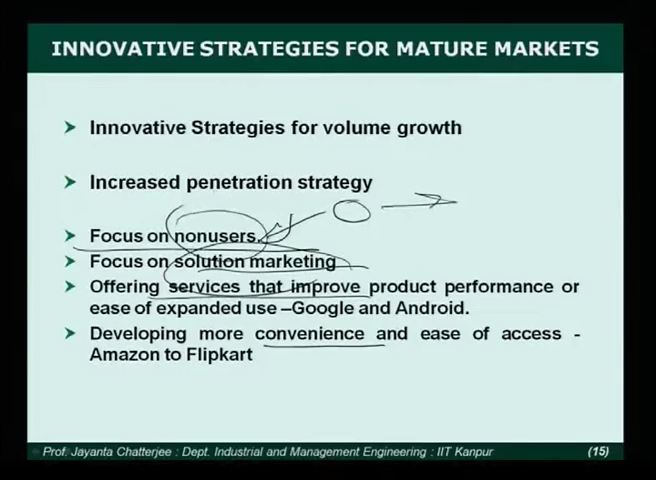 INNOVATIVE STRATEGIES FOR MATURE MARKETS
Innovative Strategies for volume growth
Increased penetration strategy
Focus on nonusers.
Focus on solution marketing
Offering services that improve product performance or
ease of expanded use –Google and Android.
Developing more convenience and ease of access -
Amazon to Flipkart
Prof. Jayanta Chatterjee : Dept. Industrial and Management Engineering : IIT Kanpur (15)